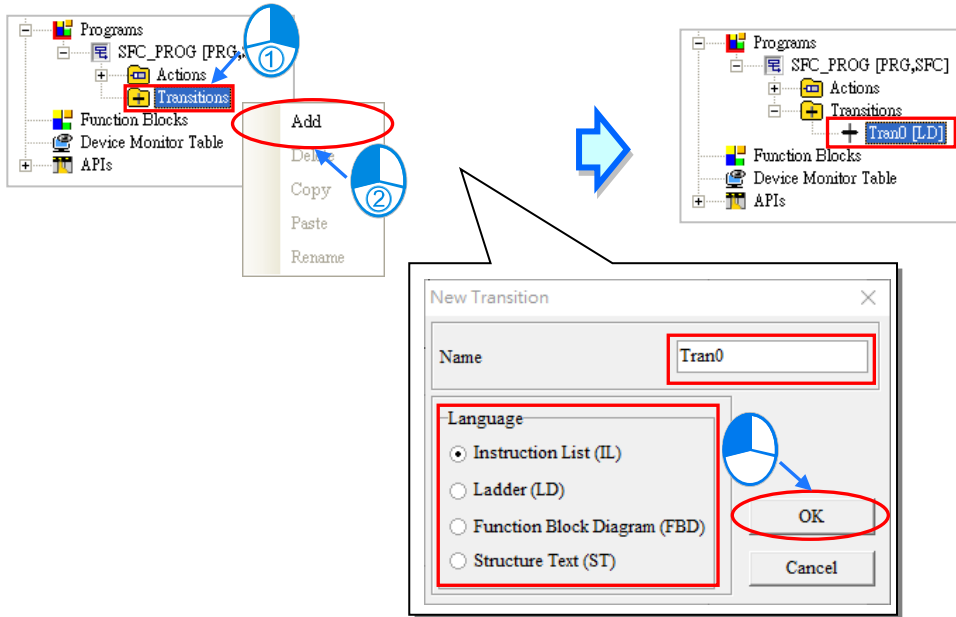 Programs
SFC_PROG [PRG,S
①
Actions
Transitions
Function Blocks
Device Monitor Table
APIs
Add
Delete
②
Copy
Paste
Rename
Programs
SFC_PROG [PRG,SFC]
Actions
Transitions
Tran0 [LD]
Function Blocks
Device Monitor Table
APIs
New Transition
Name
Tran0
Language
Instruction List (IL)
Ladder (LD)
Function Block Diagram (FBD)
Structure Text (ST)
OK
Cancel